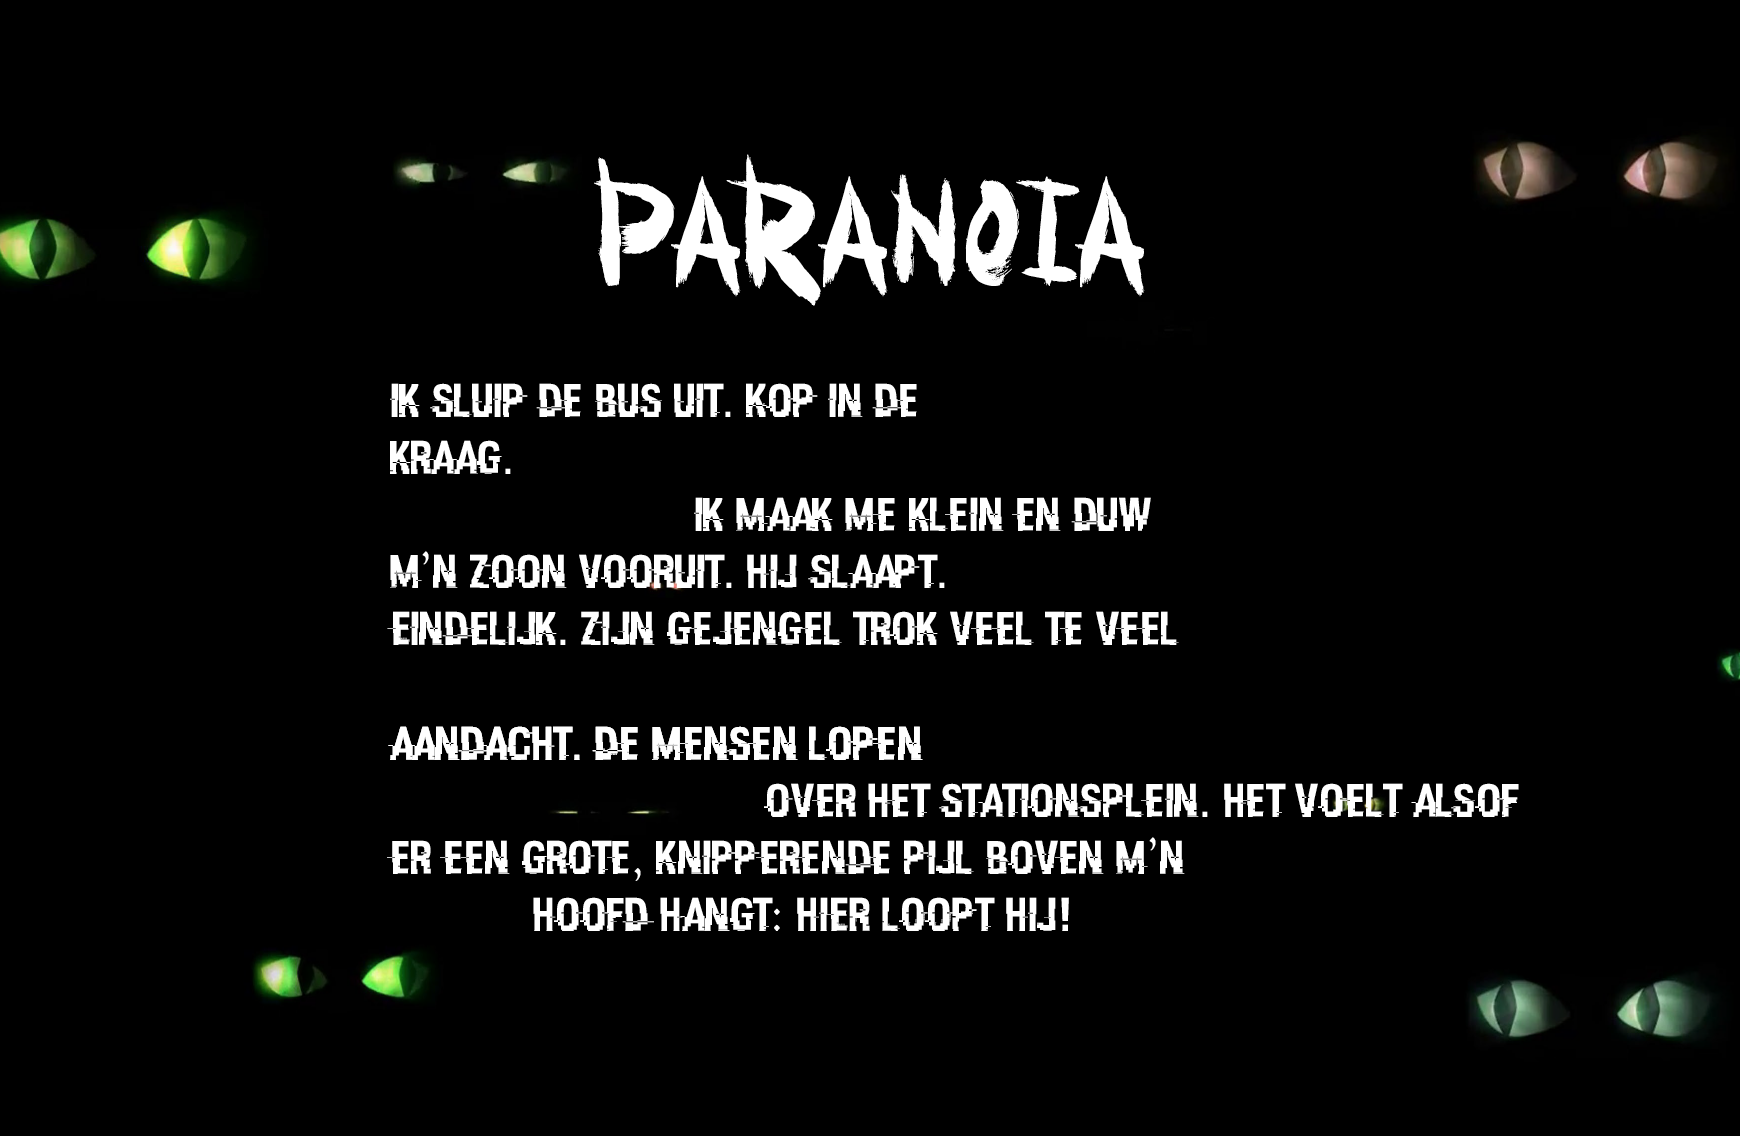 PARANOIA
IK SLUIP DE BUS UIT. KOP IN DE
KRAAG.
IK MAAK ME KLEIN EN DUW
M'N ZOON VOORUIT. HIJ SLAAPT.
EINDELIJK. ZIJN GEJENGEL TROK VEEL TE VEEL
AANDACHT. DE MENSEN LOPEN
OVER HET STATIONSPLEIN. HET VOELT ALSOF
ER EEN GROTE, KNIPPERENDE PIJL BOVEN M'N
HOOFD HANGT: HIER LOOPT HIJ!